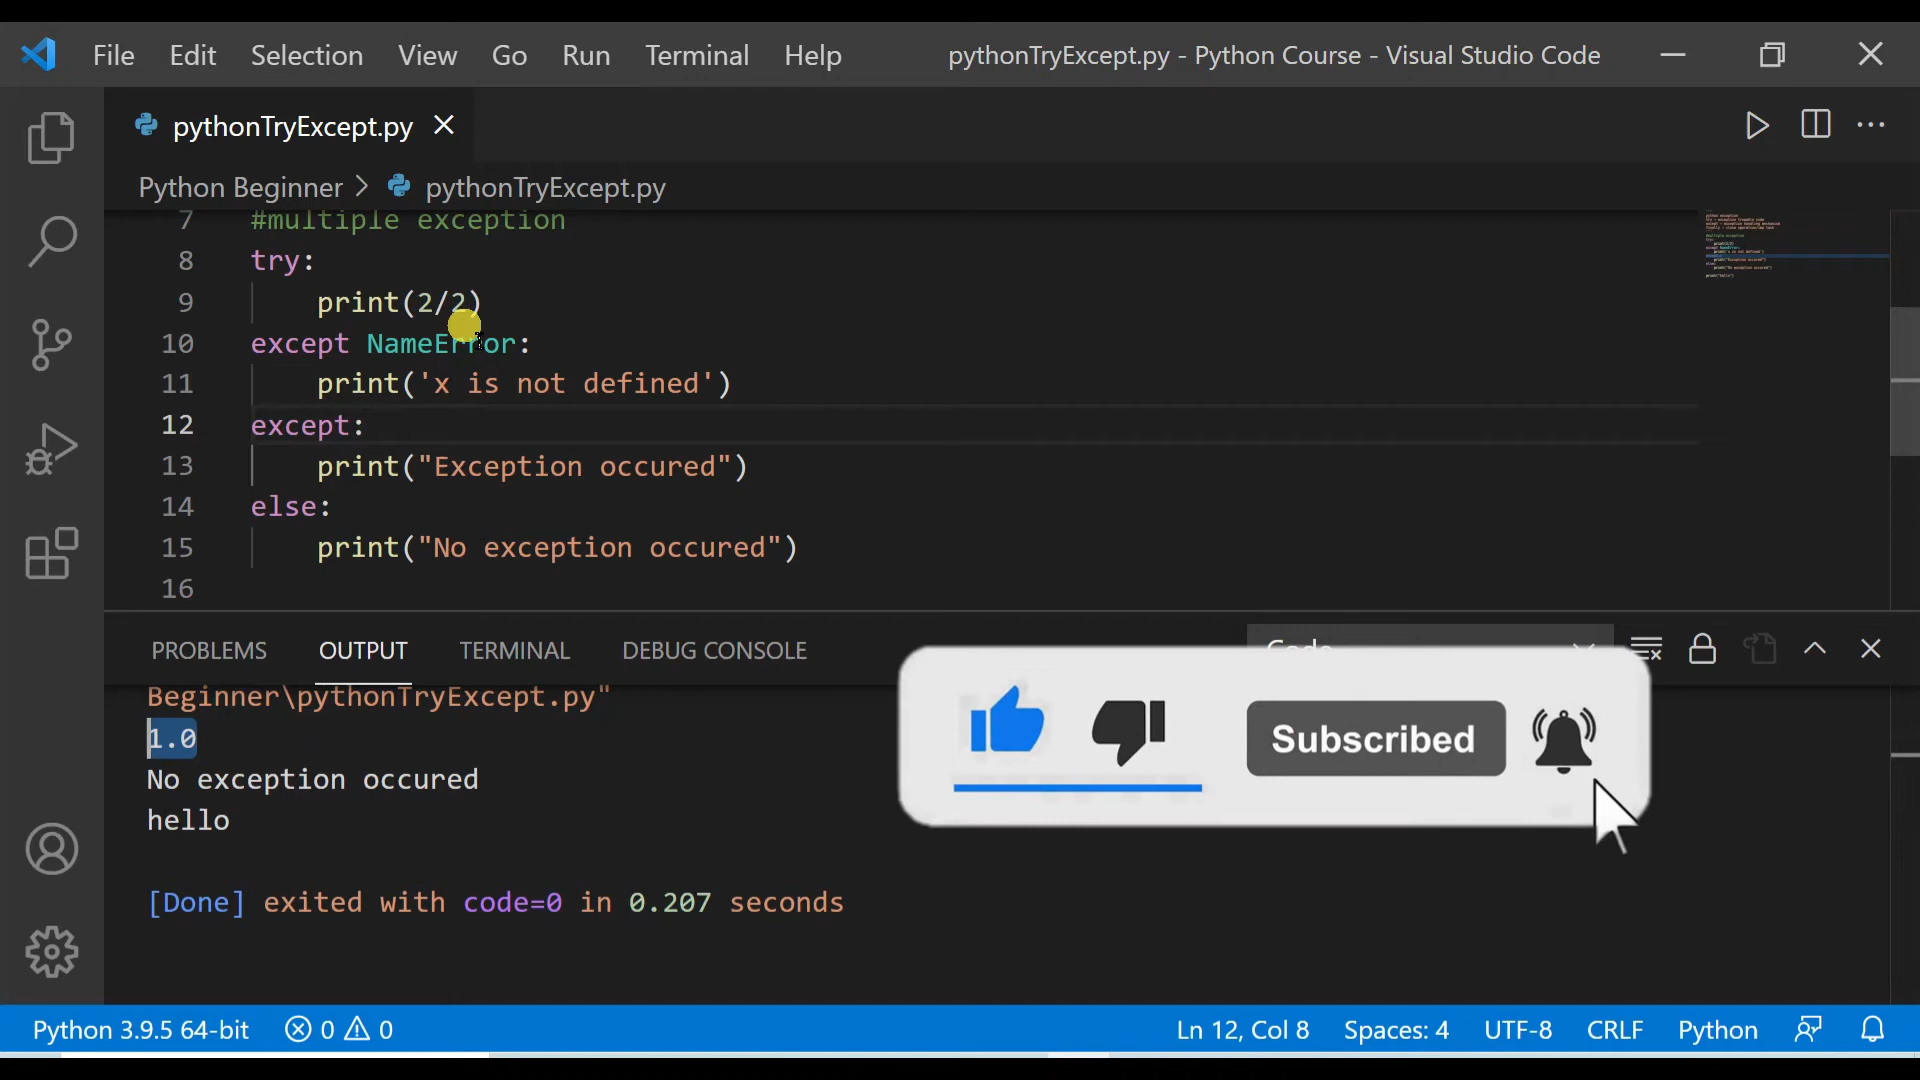 File Edit Selection View Go Run Terminal Help pythonTryExcept.py - Python Course - Visual Studio Code
pythonTryExcept.py
Python Beginner > pythonTryExcept.py
7 #multiple exception
8 try:
9 print(2/2)
10 except NameError:
11 print('x is not defined')
12 except:
13 print("Exception occured")
14 else:
15 print("No exception occured")
16
PROBLEMS OUTPUT TERMINAL DEBUG CONSOLE Code
Beginner\pythonTryExcept.py"
1.0
No exception occured
hello
Subscribed
[Done] exited with code=0 in 0.207 seconds
Python 3.9.5 64-bit 0 0 Ln 12, Col 8 Spaces: 4 UTF-8 CRLF Python